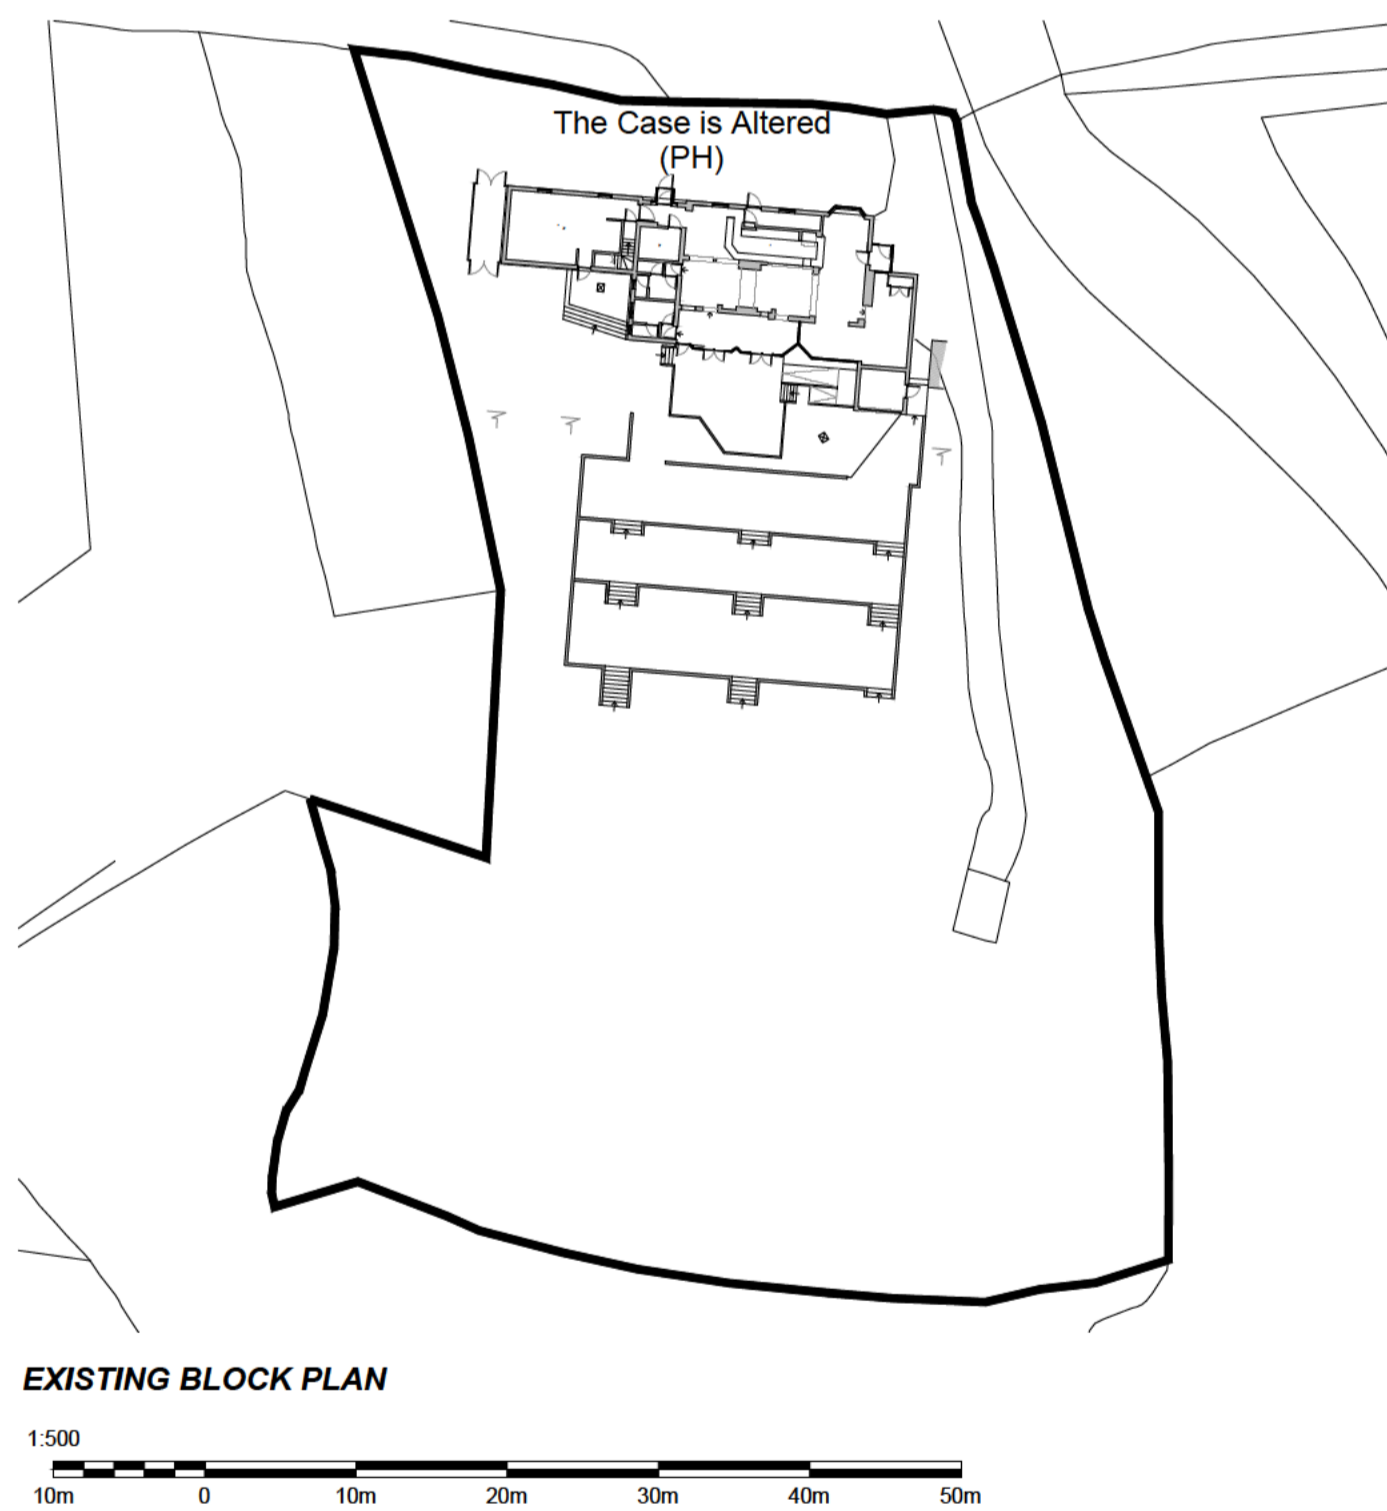 The Case is Altered
(PH)
EXISTING BLOCK PLAN
1:500
10m 0 10m 20m 30m 40m 50m